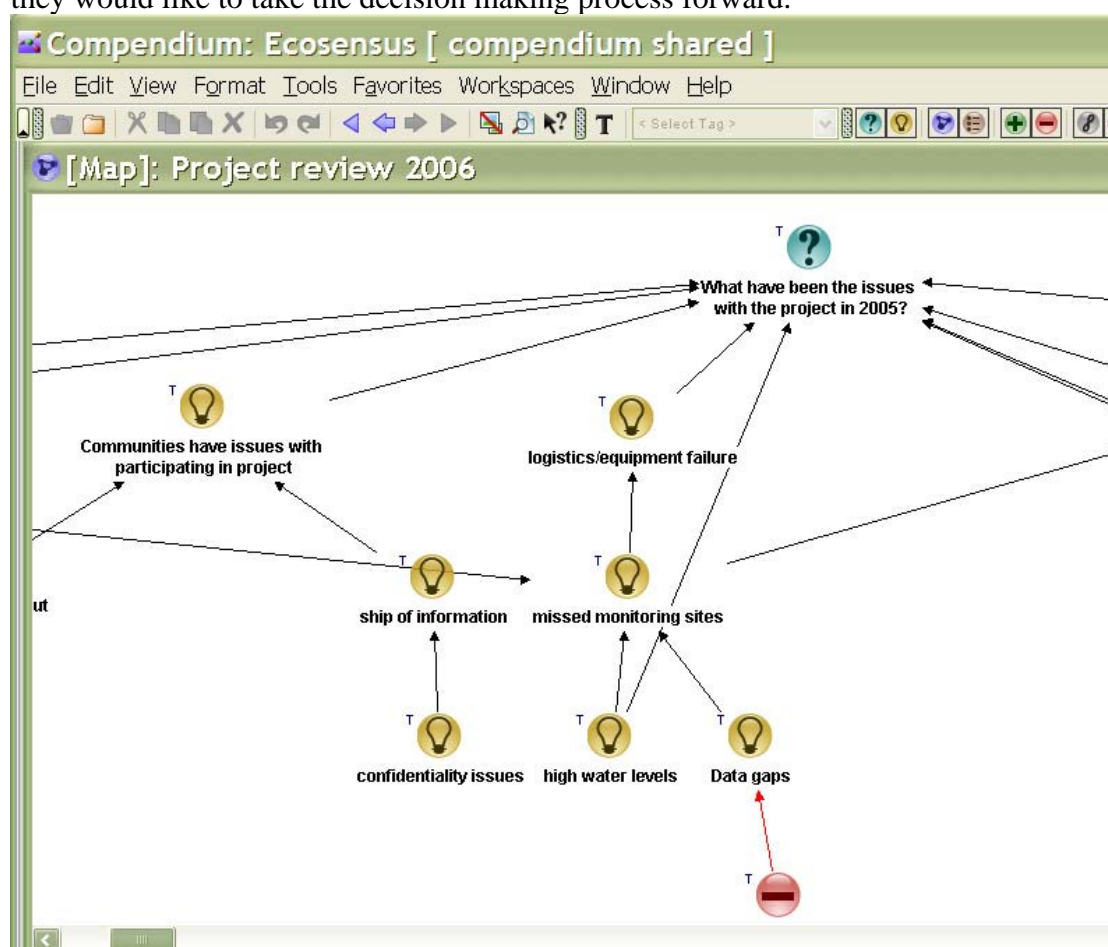 they would like to take the decision making process forward.
Compendium: Ecosensus [ compendium shared ]
File Edit View Format Tools Favorites Workspaces Window Help
T < Select Tag >
[Map]: Project review 2006
T
What have been the issues
with the project in 2005?
T
Communities have issues with
participating in project
T
logistics/equipment failure
T
ship of information
T
missed monitoring sites
ut
T
confidentiality issues
T
high water levels
T
Data gaps
T